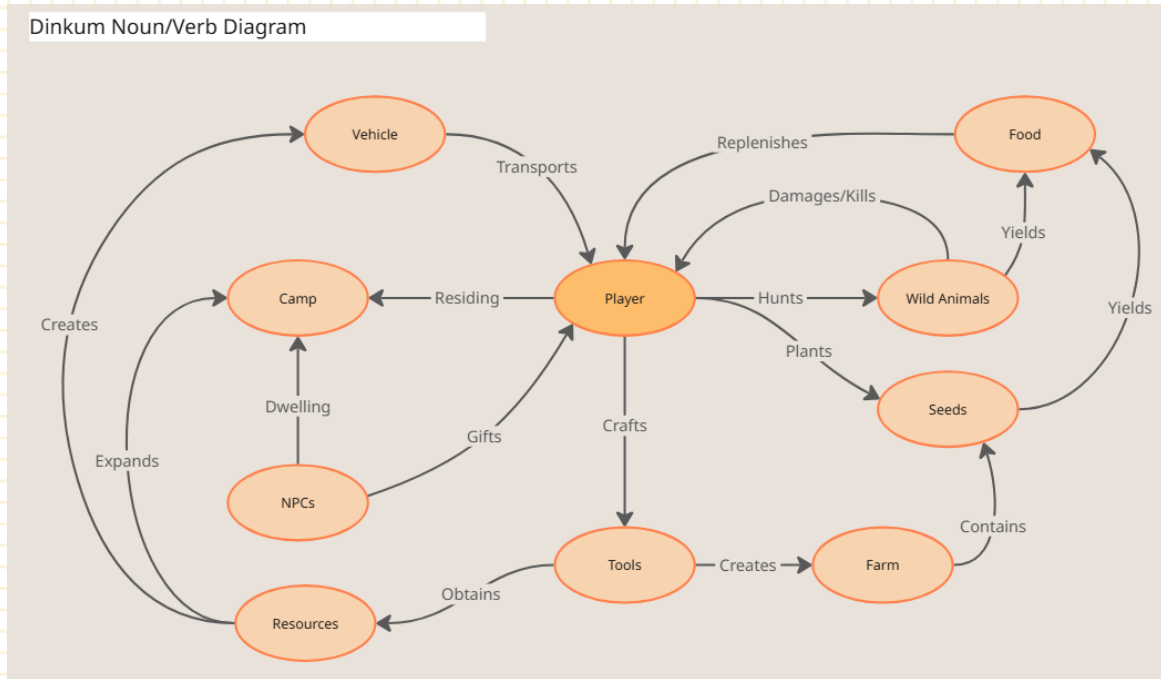 Dinkum Noun/Verb Diagram
Vehicle
Food
Replenishes
Transports
Damages/Kills
Yields
Camp
Residing
Player
Hunts
Wild Animals
Creates
Yields
Plants
Dwelling
Seeds
Gifts
Crafts
Expands
NPCs
Contains
Tools
Creates
Farm
Obtains
Resources